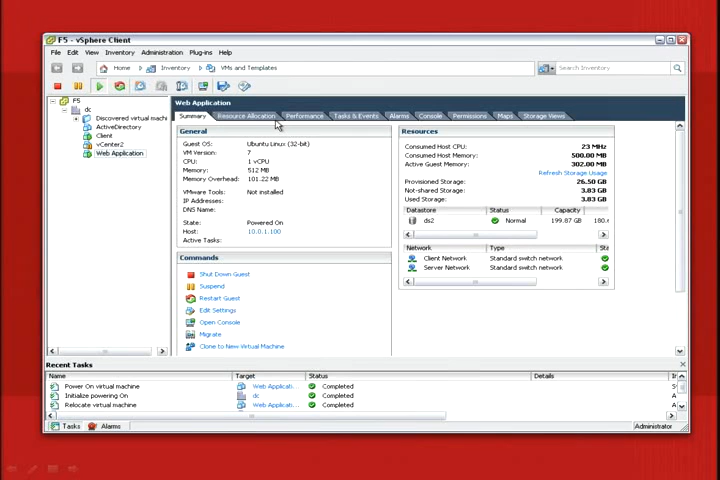 F5 - vSphere Client
File Edit View Inventory Administration Plug-ins Help
Home Inventory VMs and Templates Search Inventory
F5
dc
Discovered virtual machi
ActiveDirectory
Client
vCenter2
Web Application
Web Application
Summary Resource Allocation Performance Tasks & Events Alarms Console Permissions Maps Storage Views
General
Guest OS: Ubuntu Linux (32-bit)
VM Version: 7
CPU: 1 vCPU
Memory: 512 MB
Memory Overhead: 101.22 MB
VMware Tools: Not installed
IP Addresses:
DNS Name:
State: Powered On
Host: 10.0.1.100
Active Tasks:
Commands
Shut Down Guest
Suspend
Restart Guest
Edit Settings
Open Console
Migrate
Clone to New Virtual Machine
Resources
Consumed Host CPU: 23 MHz
Consumed Host Memory: 500.00 MB
Active Guest Memory: 302.00 MB
Refresh Storage Usage
Provisioned Storage: 26.50 GB
Not-shared Storage: 3.83 GB
Used Storage: 3.83 GB
Datastore Status Capacity
ds2 Normal 199.87 GB 180.6
Network Type Sta
Client Network Standard switch network
Server Network Standard switch network
Recent Tasks
Name Target Status Details
Power On virtual machine Web Applicati... Completed
Initialize powering On dc Completed
Relocate virtual machine Web Applicati... Completed
Tasks Alarms Administrator